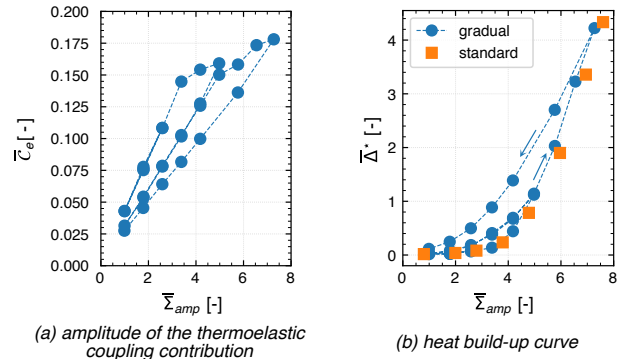 0.200
0.175
0.150
0.125
0.100
0.075
0.050
0.025
0.000
C̅e [-]
0 2 4 6 8
Σ̅amp [-]
(a) amplitude of the thermoelastic
coupling contribution
gradual
standard
4
3
2
1
0
Δ̅* [-]
0 2 4 6 8
Σ̅amp [-]
(b) heat build-up curve